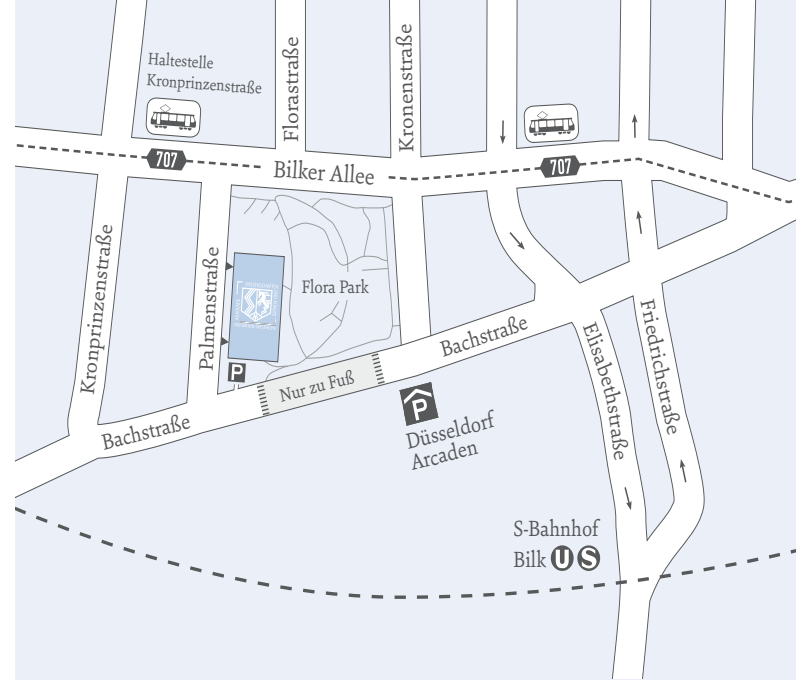 Haltestelle
Kronprinzenstraße
Florastraße
Kronenstraße
707
Bilker Allee
707
Kronprinzenstraße
Palmenstraße
Flora Park
P
Nur zu Fuß
Bachstraße
Bachstraße
P
Düsseldorf
Arcaden
Elisabethstraße
Friedrichstraße
S-Bahnhof
Bilk U S